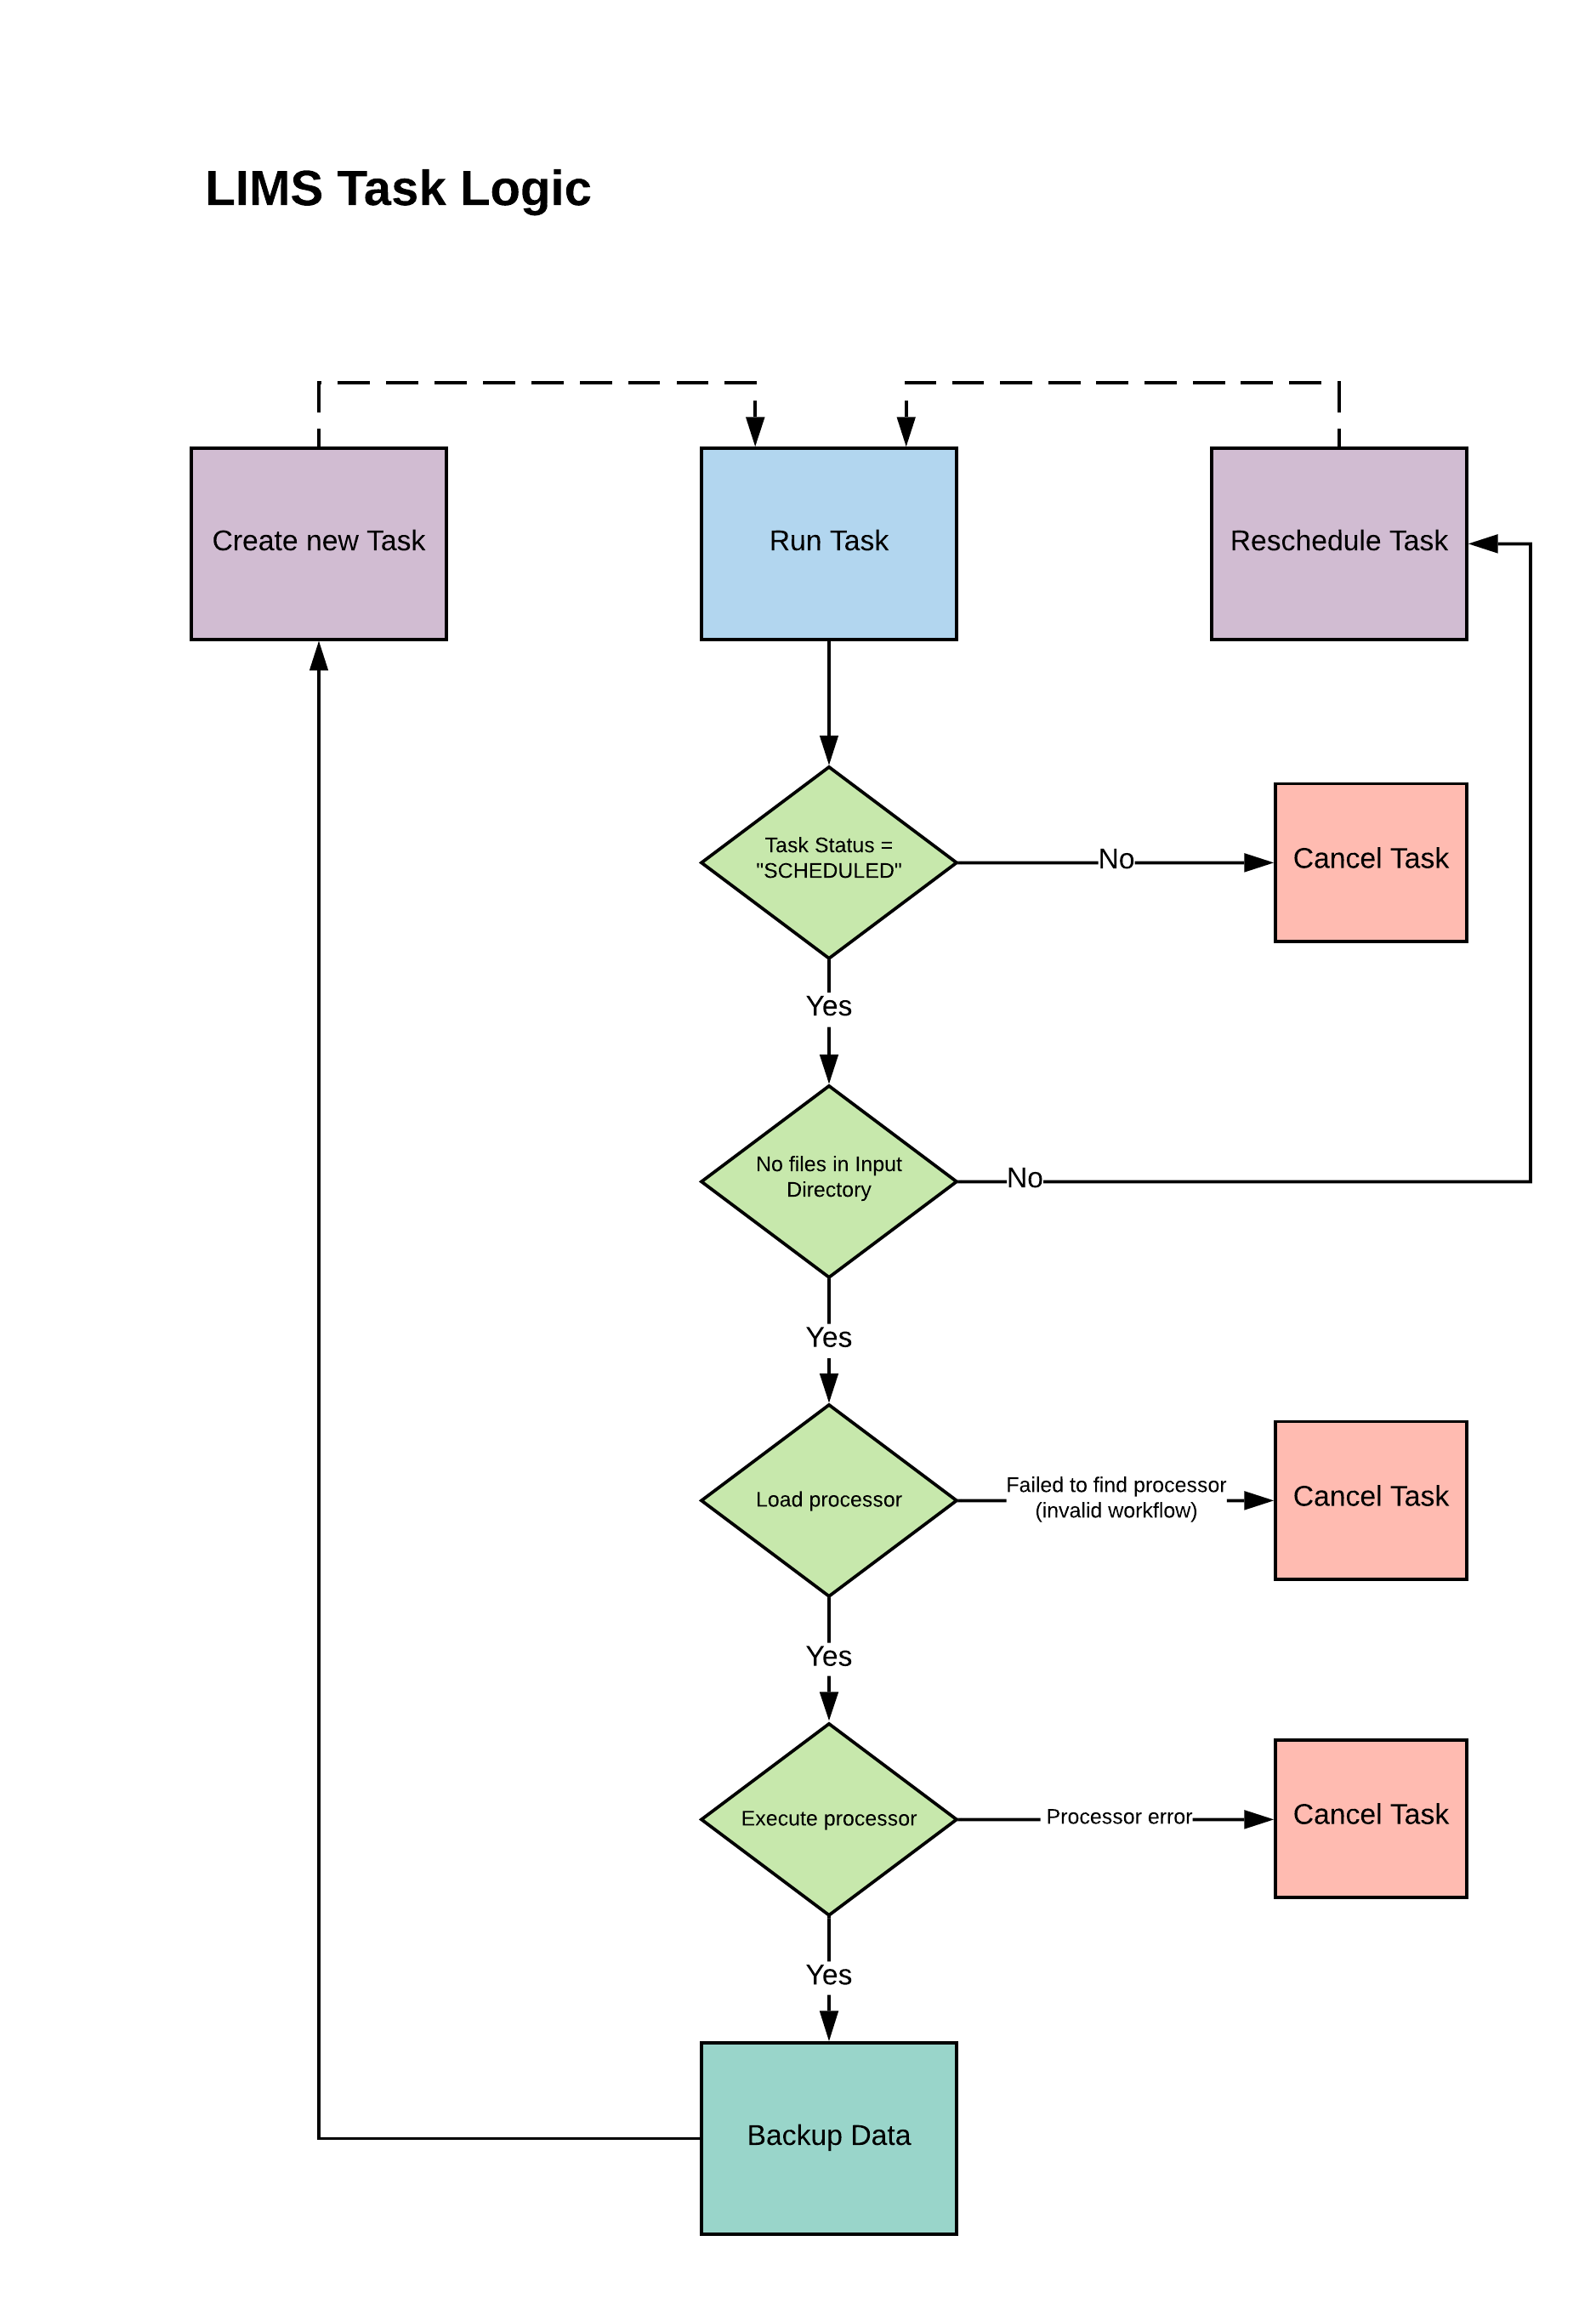 LIMS Task Logic
Create new Task
Run Task
Reschedule Task
Task Status =
"SCHEDULED"
No
Cancel Task
Yes
No files in Input
Directory
No
Yes
Load processor
Failed to find processor
(invalid workflow)
Cancel Task
Yes
Execute processor
Processor error
Cancel Task
Yes
Backup Data